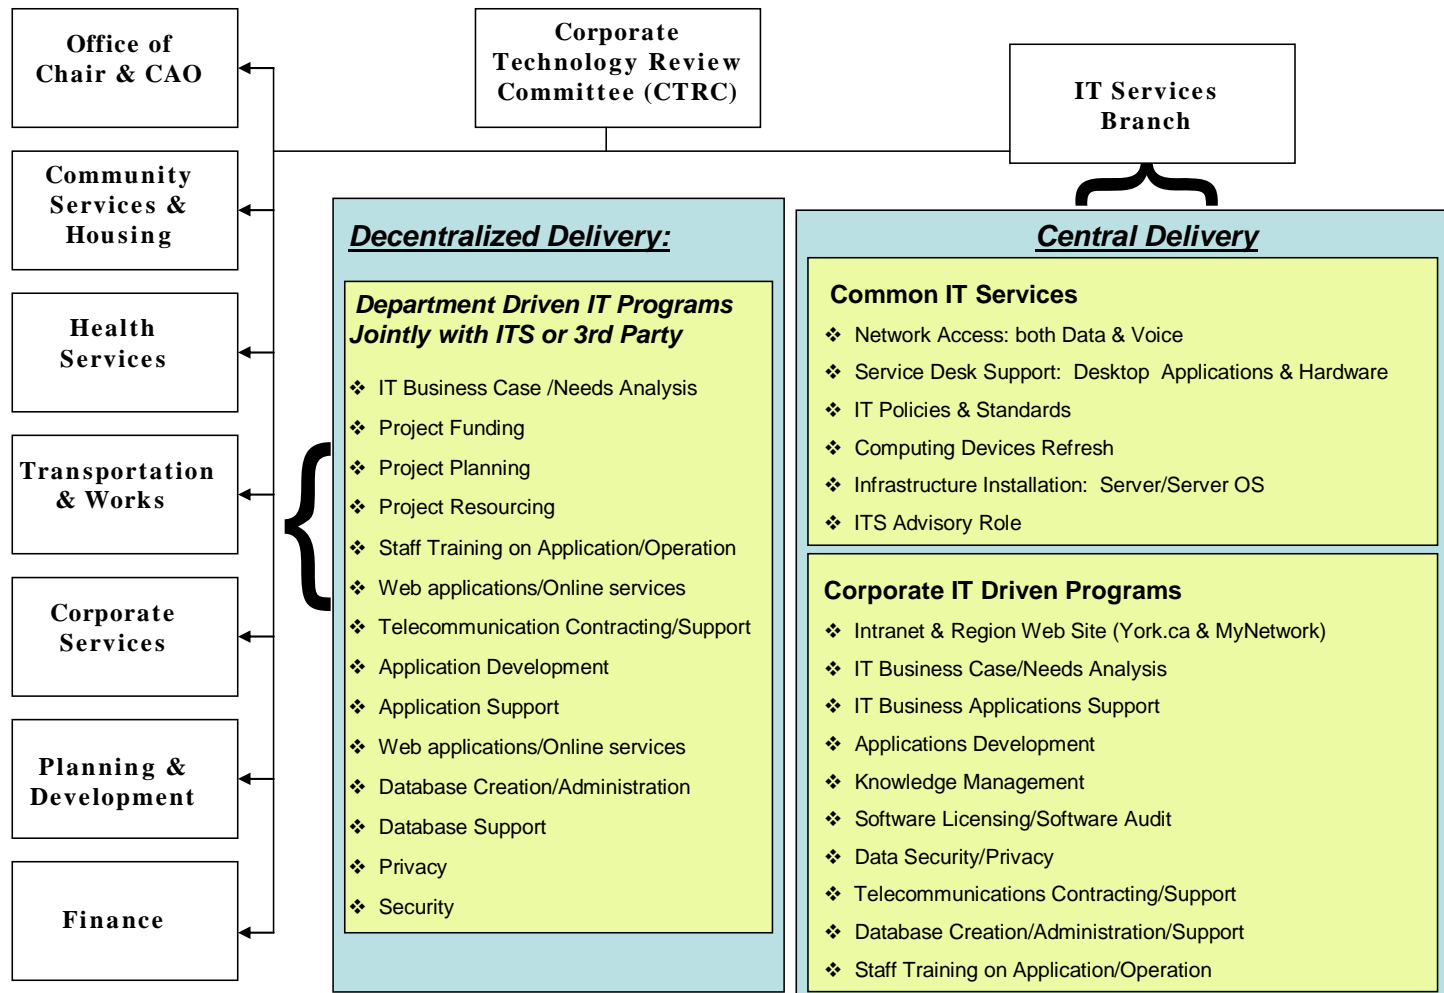 Office of
Chair & CAO
Corporate
Technology Review
Committee (CTRC)
IT Services
Branch
Community
Services &
Housing
Health
Services
Transportation
& Works
Corporate
Services
Planning &
Development
Finance
Decentralized Delivery:
Department Driven IT Programs
Jointly with ITS or 3rd Party
❖ IT Business Case /Needs Analysis
❖ Project Funding
❖ Project Planning
❖ Project Resourcing
❖ Staff Training on Application/Operation
❖ Web applications/Online services
❖ Telecommunication Contracting/Support
❖ Application Development
❖ Application Support
❖ Web applications/Online services
❖ Database Creation/Administration
❖ Database Support
❖ Privacy
❖ Security
Central Delivery
Common IT Services
❖ Network Access: both Data & Voice
❖ Service Desk Support: Desktop Applications & Hardware
❖ IT Policies & Standards
❖ Computing Devices Refresh
❖ Infrastructure Installation: Server/Server OS
❖ ITS Advisory Role
Corporate IT Driven Programs
❖ Intranet & Region Web Site (York.ca & MyNetwork)
❖ IT Business Case/Needs Analysis
❖ IT Business Applications Support
❖ Applications Development
❖ Knowledge Management
❖ Software Licensing/Software Audit
❖ Data Security/Privacy
❖ Telecommunications Contracting/Support
❖ Database Creation/Administration/Support
❖ Staff Training on Application/Operation